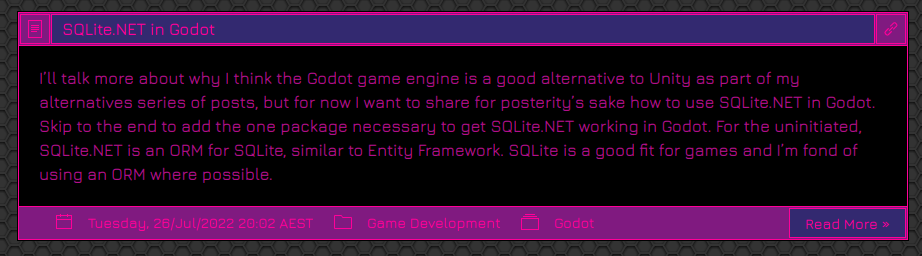 SQLite.NET in Godot
I'll talk more about why I think the Godot game engine is a good alternative to Unity as part of my
alternatives series of posts, but for now I want to share for posterity's sake how to use SQLite.NET in Godot.
Skip to the end to add the one package necessary to get SQLite.NET working in Godot. For the uninitiated,
SQLite.NET is an ORM for SQLite, similar to Entity Framework. SQLite is a good fit for games and I'm fond of
using an ORM where possible.
Tuesday, 26/Jul/2022 20:02 AEST Game Development Godot Read More »